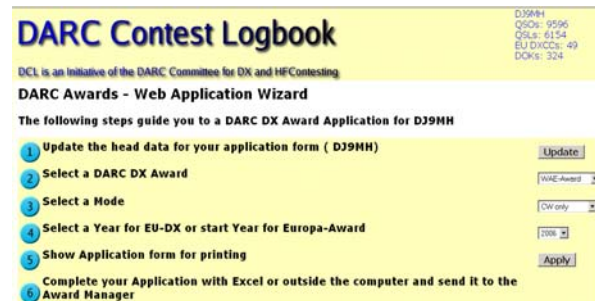 DARC Contest Logbook
DJ9MH
QSOs: 9596
QSLs: 6154
EU DXCCs: 49
DOKs: 324
DCL is an Initiative of the DARC Committee for DX and HFContesting
DARC Awards - Web Application Wizard
The following steps guide you to a DARC DX Award Application for DJ9MH
1 Update the head data for your application form ( DJ9MH) Update
2 Select a DARC DX Award WAE-Award
3 Select a Mode CW only
4 Select a Year for EU-DX or start Year for Europa-Award 2006
5 Show Application form for printing Apply
Complete your Application with Excel or outside the computer and send it to the
6 Award Manager